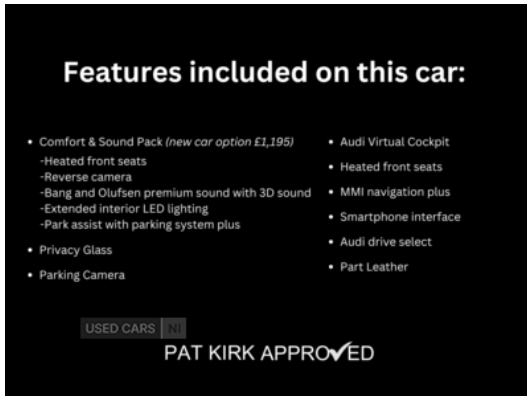 Features included on this car:
• Comfort & Sound Pack (new car option £1,195)
-Heated front seats
-Reverse camera
-Bang and Olufsen premium sound with 3D sound
-Extended interior LED lighting
-Park assist with parking system plus
• Privacy Glass
• Parking Camera
• Audi Virtual Cockpit
• Heated front seats
• MMI navigation plus
• Smartphone interface
• Audi drive select
• Part Leather
USED CARS NI
PAT KIRK APPROVED